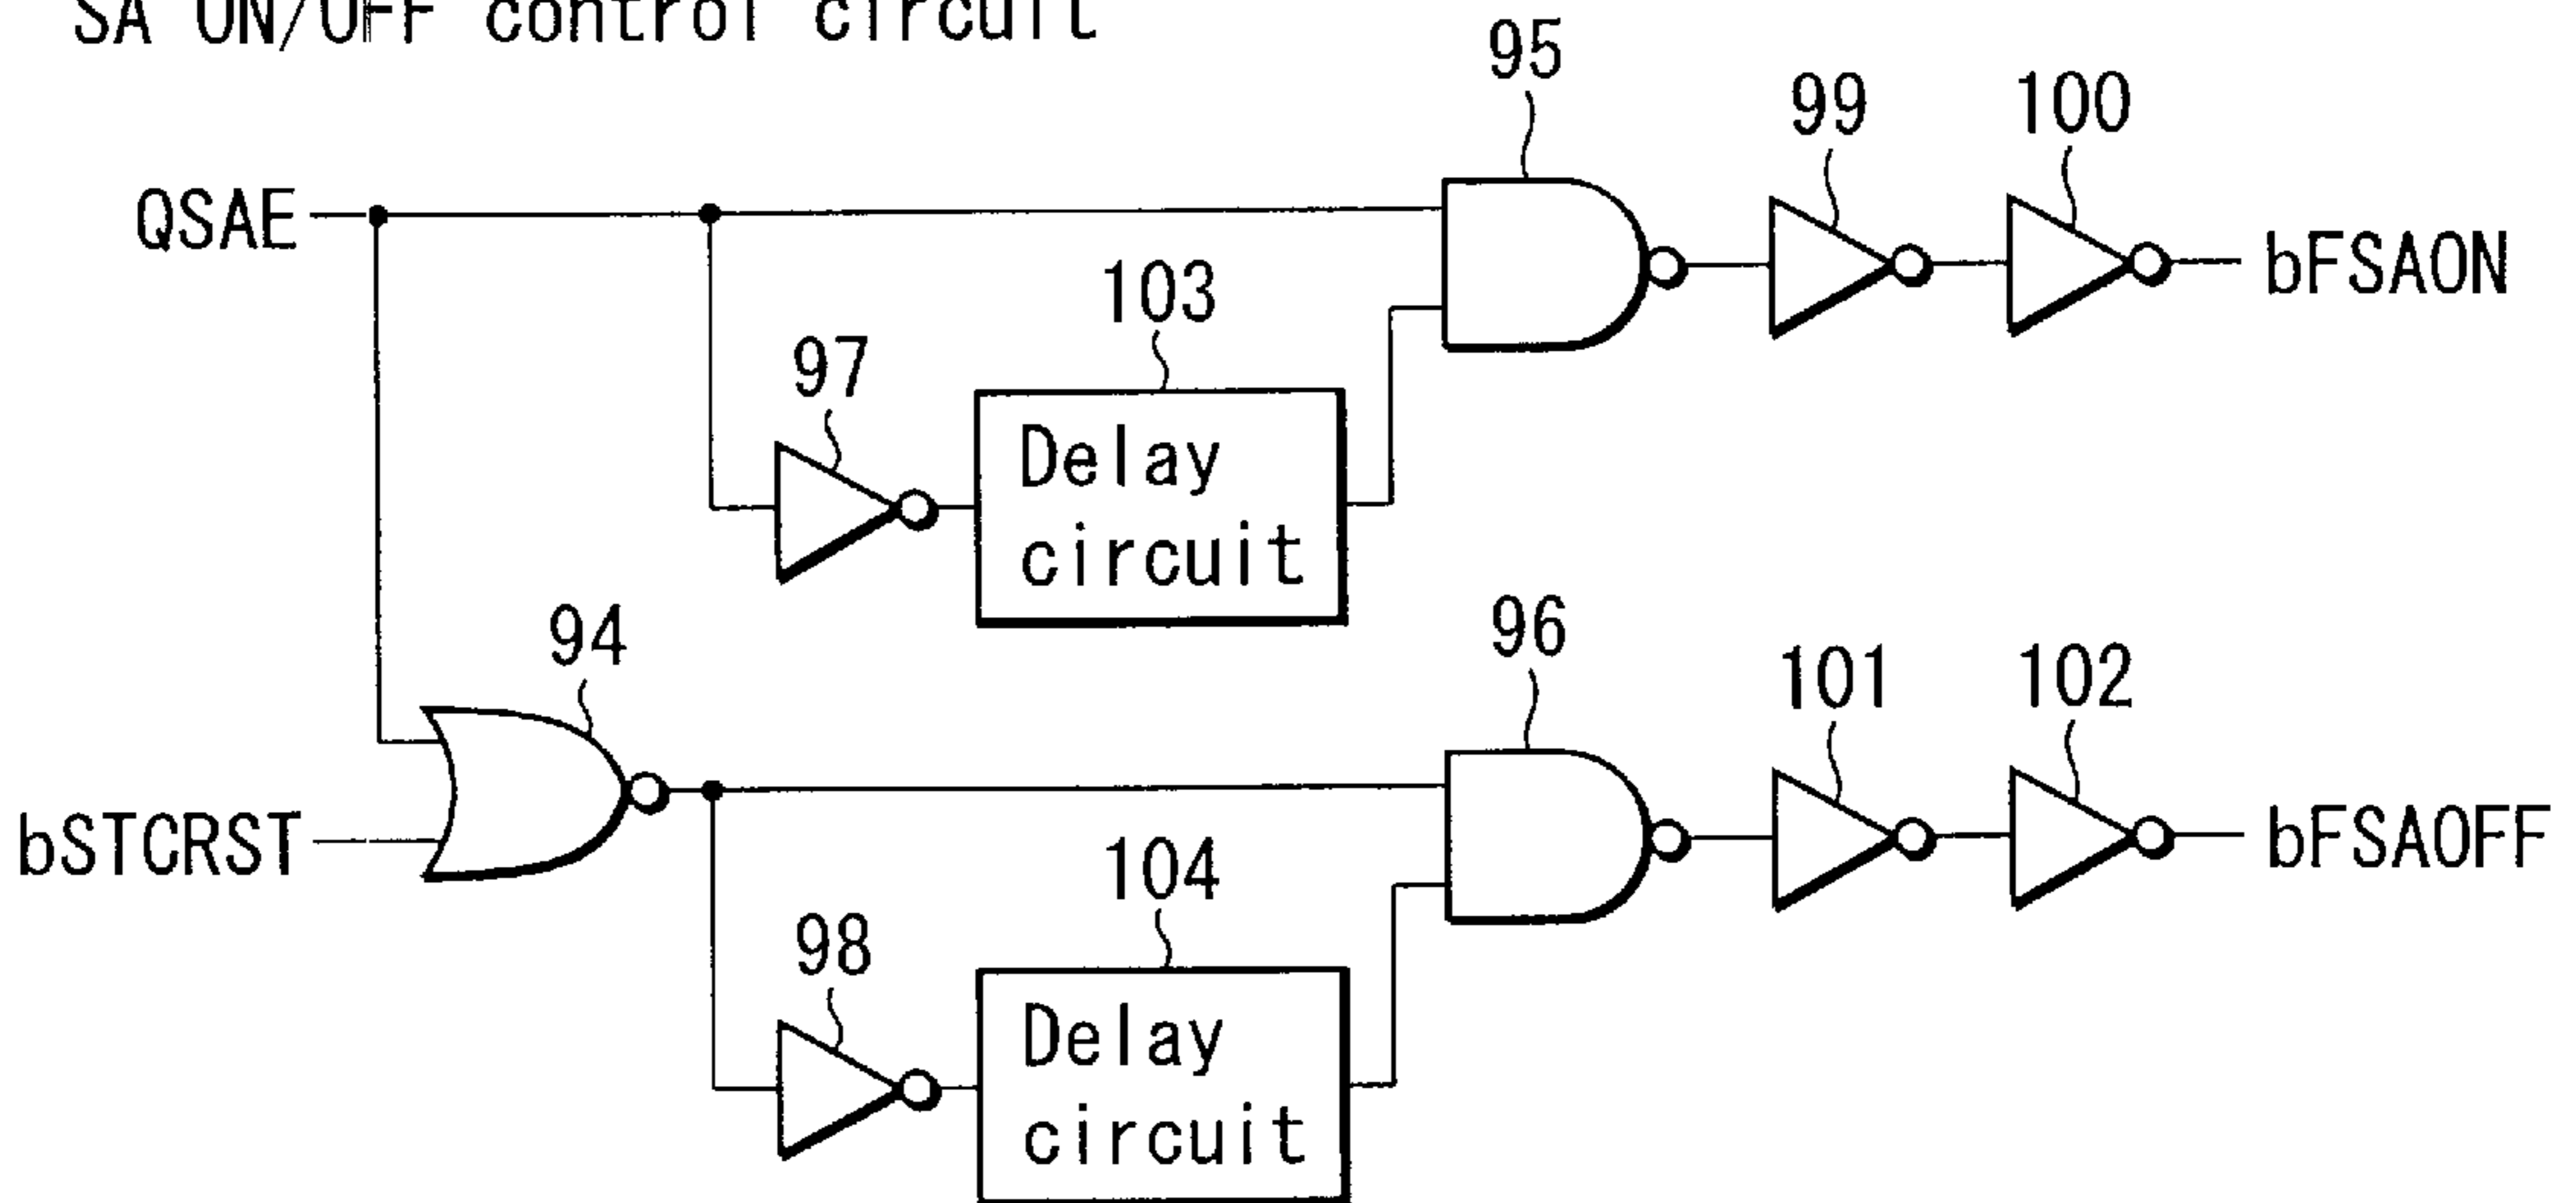 SA ON/OFF control circuit
95
99
100
QSAE
bFSAON
103
97
Delay
circuit
94
96
101
102
bSTCRST
bFSAOFF
104
98
Delay
circuit